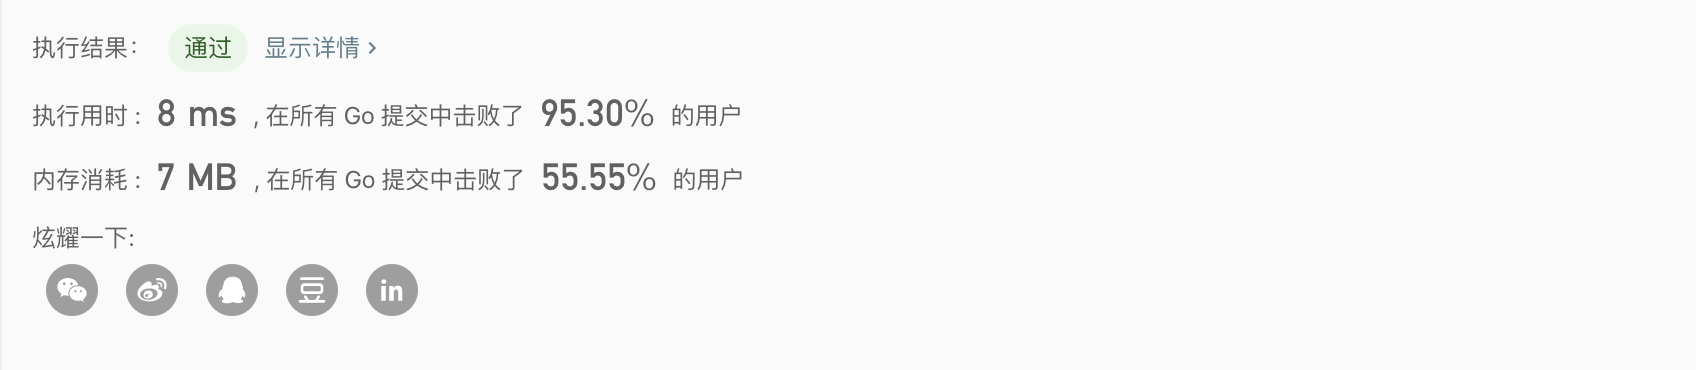 执行结果： 通过 显示详情 >
执行用时 : 8 ms , 在所有 Go 提交中击败了 95.30% 的用户
内存消耗 : 7 MB , 在所有 Go 提交中击败了 55.55% 的用户
炫耀一下:
豆 in